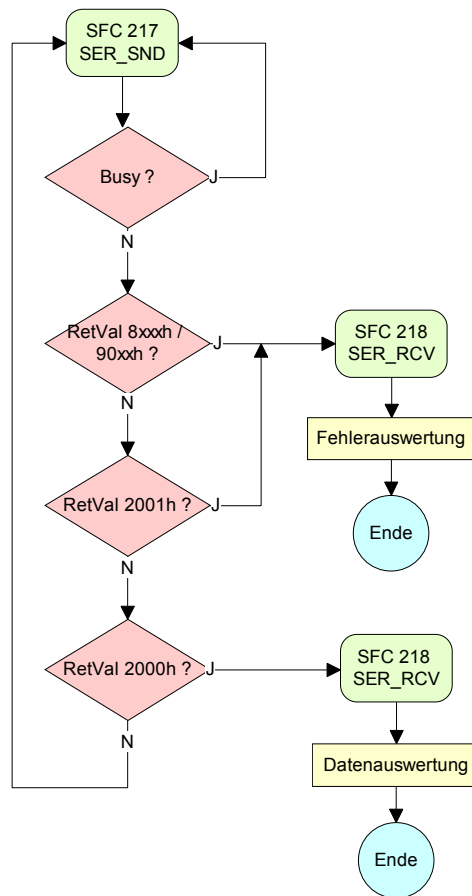 SFC 217
SER_SND
Busy ?
J
N
RetVal 8xxxh /
90xxh ?
J
SFC 218
SER_RCV
N
Fehlerauswertung
RetVal 2001h ?
J
Ende
N
RetVal 2000h ?
J
SFC 218
SER_RCV
N
Datenauswertung
Ende